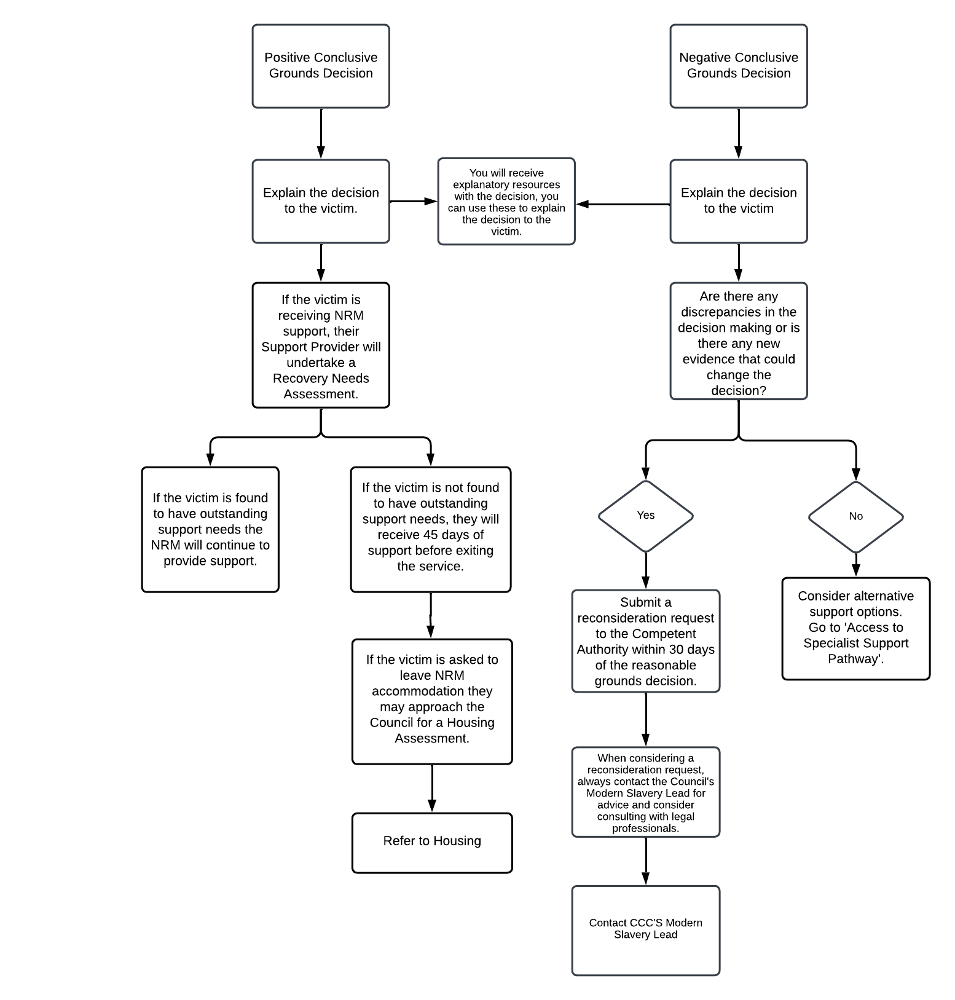 Positive Conclusive
Grounds Decision
Negative Conclusive
Grounds Decision
Explain the decision
to the victim.
You will receive
explanatory resources
with the decision, you
can use these to explain
the decision to the
victim.
Explain the decision
to the victim
If the victim is
receiving NRM
support, their
Support Provider will
undertake a
Recovery Needs
Assessment.
Are there any
discrepancies in the
decision making or is
there any new
evidence that could
change the
decision?
If the victim is found
to have outstanding
support needs the
NRM will continue to
provide support.
If the victim is not found
to have outstanding
support needs, they will
receive 45 days of
support before exiting
the service.
Yes
No
Submit a
reconsideration request
to the Competent
Authority within 30 days
of the reasonable
grounds decision.
Consider alternative
support options.
Go to 'Access to
Specialist Support
Pathway'.
If the victim is asked to
leave NRM
accommodation they
may approach the
Council for a Housing
Assessment.
When considering a
reconsideration request,
always contact the Council’s
Modern Slavery Lead for
advice and consider
consulting with legal
professionals.
Refer to Housing
Contact CCC'S Modern
Slavery Lead